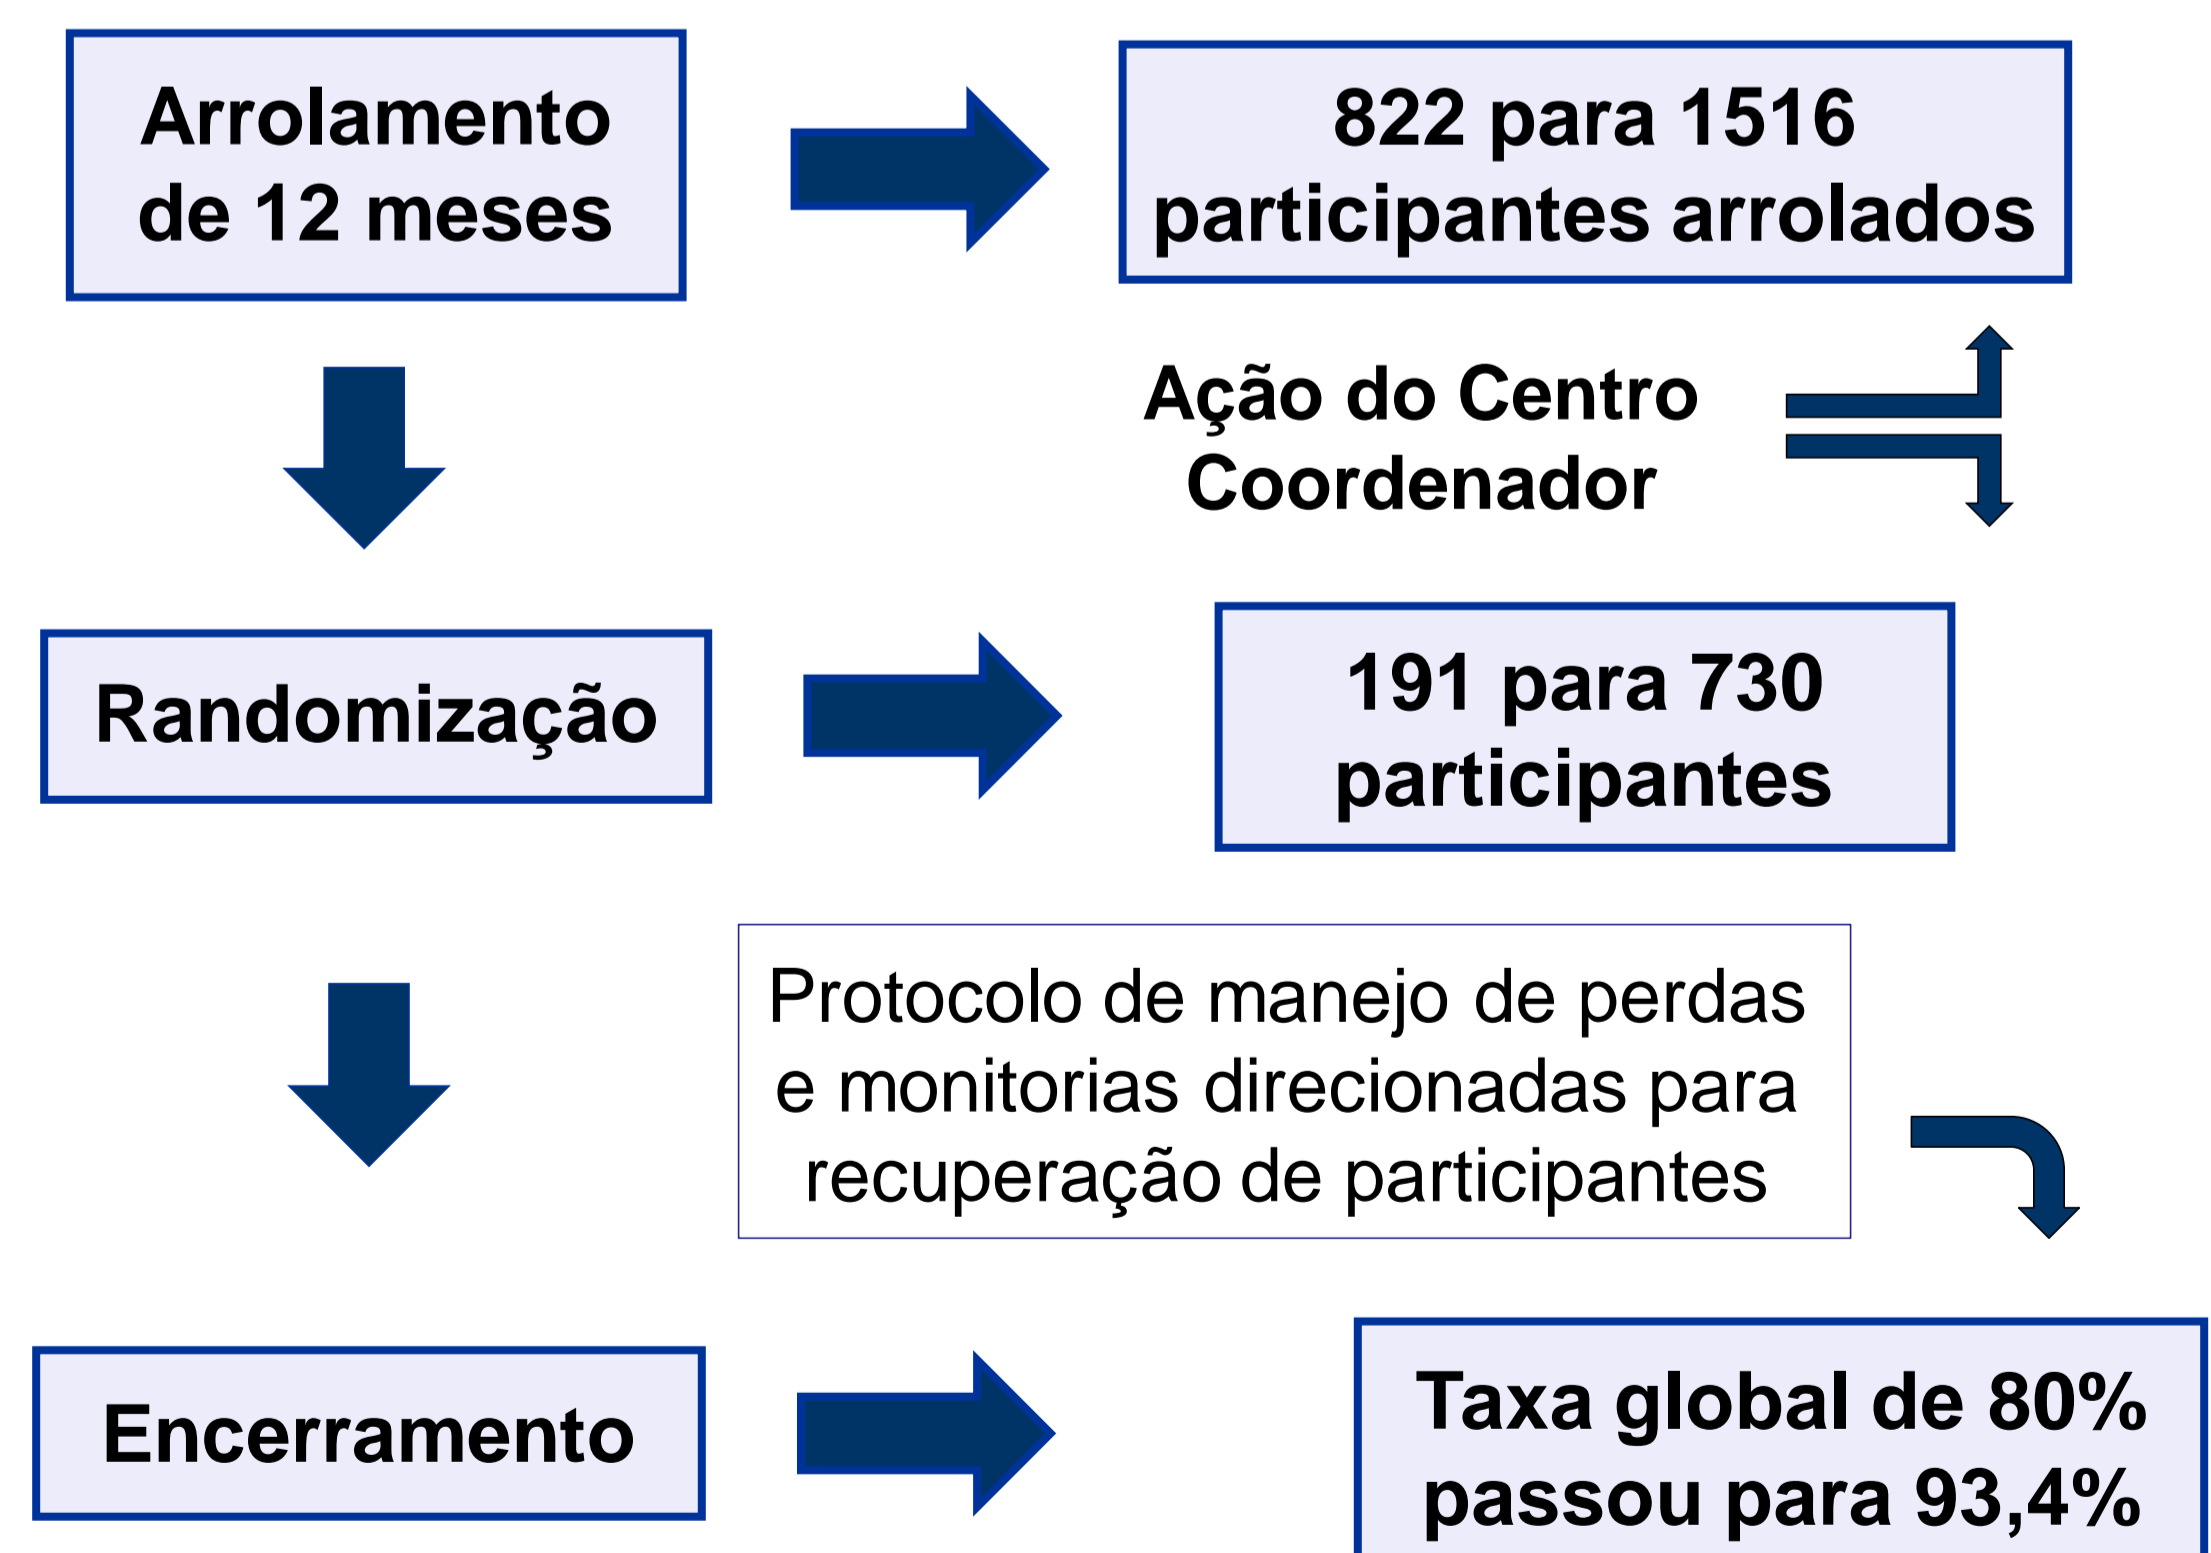 Arrolamento
de 12 meses
822 para 1516
participantes arrolados
Ação do Centro
Coordenador
Randomização
191 para 730
participantes
Protocolo de manejo de perdas
e monitorias direcionadas para
recuperação de participantes
Encerramento
Taxa global de 80%
passou para 93,4%